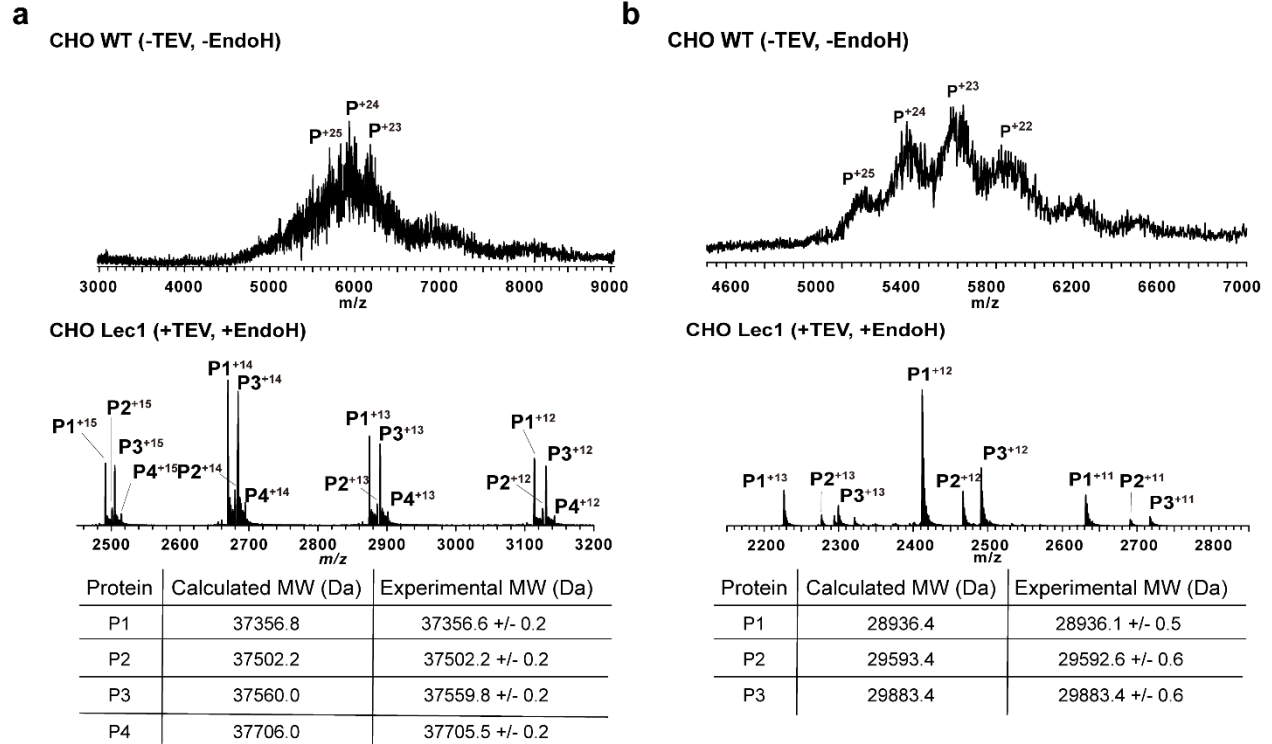 a
CHO WT (-TEV, -EndoH)
P+24
P+25
P+23
3000 4000 5000 6000 7000 8000 9000
m/z
CHO Lec1 (+TEV, +EndoH)
P1+14
P3+14
P2+15
P1+15
P3+15
P4+15
P2+14
P4+14
P1+13
P3+13
P2+13
P4+13
P1+12
P3+12
P2+12
P4+12
2500 2600 2700 2800 2900 3000 3100 3200
m/z
Protein Calculated MW (Da) Experimental MW (Da)
P1 37356.8 37356.6 +/- 0.2
P2 37502.2 37502.2 +/- 0.2
P3 37560.0 37559.8 +/- 0.2
P4 37706.0 37705.5 +/- 0.2
b
CHO WT (-TEV, -EndoH)
P+23
P+24
P+22
P+25
4600 5000 5400 5800 6200 6600 7000
m/z
CHO Lec1 (+TEV, +EndoH)
P1+12
P3+12
P1+13
P2+13
P3+13
P2+12
P1+11
P2+11
P3+11
2200 2300 2400 2500 2600 2700 2800
m/z
Protein Calculated MW (Da) Experimental MW (Da)
P1 28936.4 28936.1 +/- 0.5
P2 29593.4 29592.6 +/- 0.6
P3 29883.4 29883.4 +/- 0.6